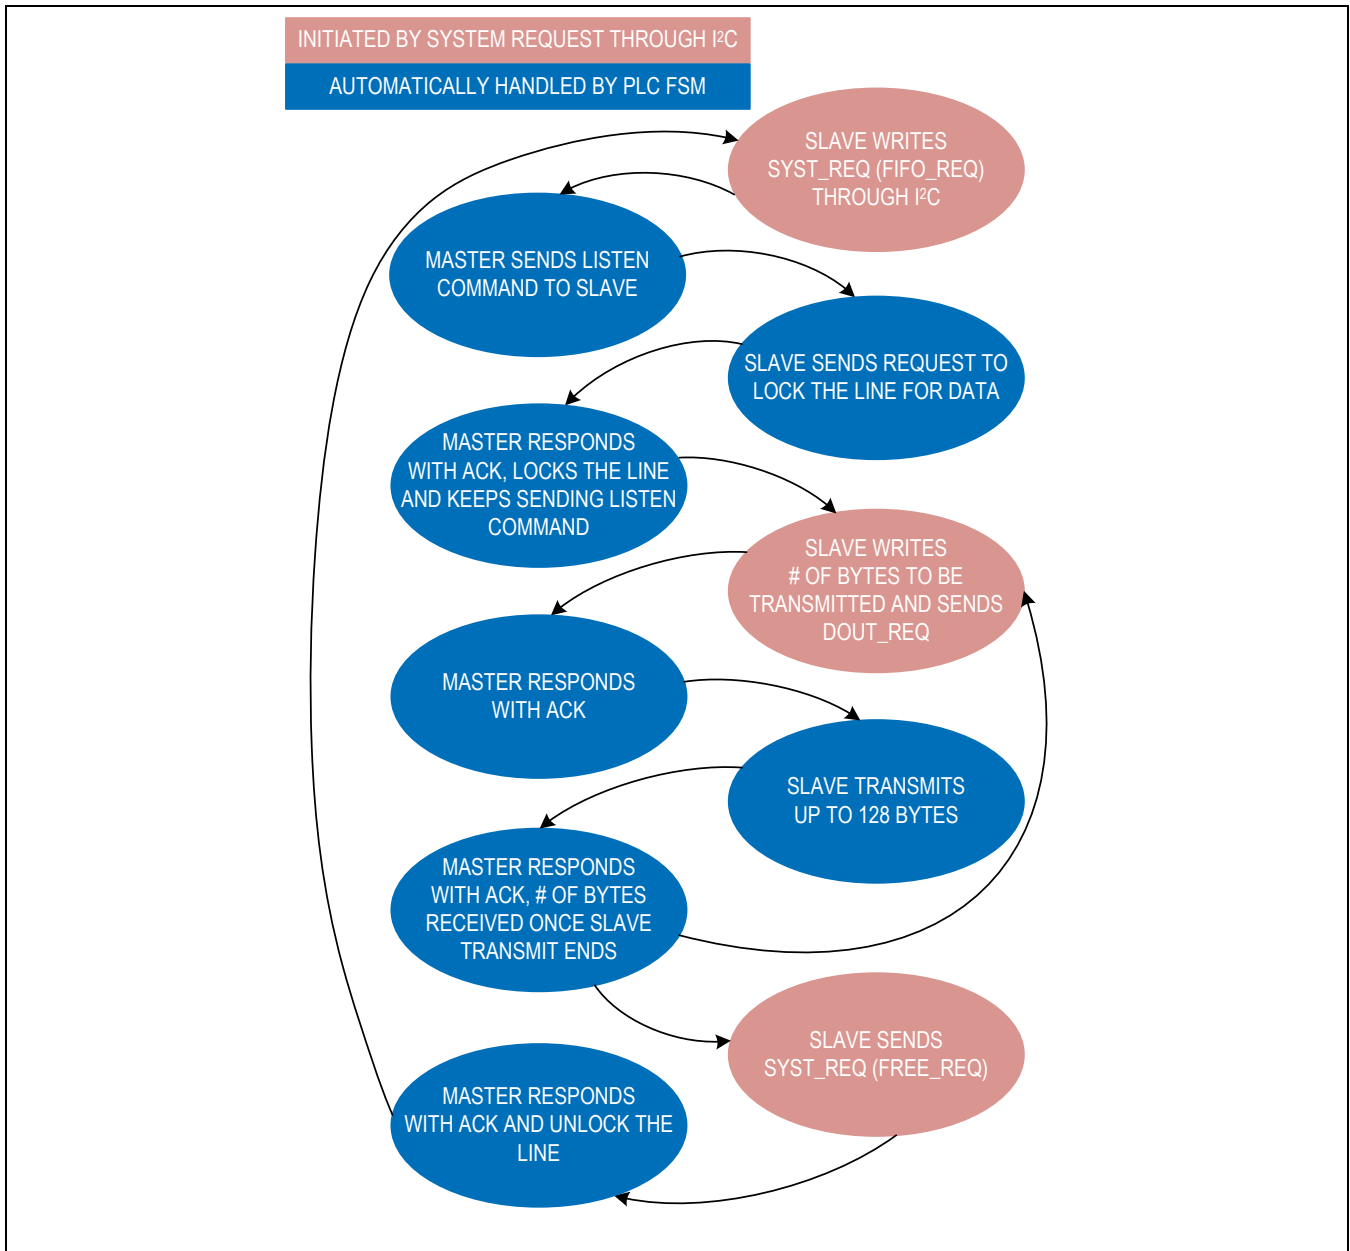 INITIATED BY SYSTEM REQUEST THROUGH I²C
AUTOMATICALLY HANDLED BY PLC FSM
SLAVE WRITES
SYST_REQ (FIFO_REQ)
THROUGH I²C
MASTER SENDS LISTEN
COMMAND TO SLAVE
SLAVE SENDS REQUEST TO
LOCK THE LINE FOR DATA
MASTER RESPONDS
WITH ACK, LOCKS THE LINE
AND KEEPS SENDING LISTEN
COMMAND
SLAVE WRITES
# OF BYTES TO BE
TRANSMITTED AND SENDS
DOUT_REQ
MASTER RESPONDS
WITH ACK
SLAVE TRANSMITS
UP TO 128 BYTES
MASTER RESPONDS
WITH ACK, # OF BYTES
RECEIVED ONCE SLAVE
TRANSMIT ENDS
SLAVE SENDS
SYST_REQ (FREE_REQ)
MASTER RESPONDS
WITH ACK AND UNLOCK THE
LINE